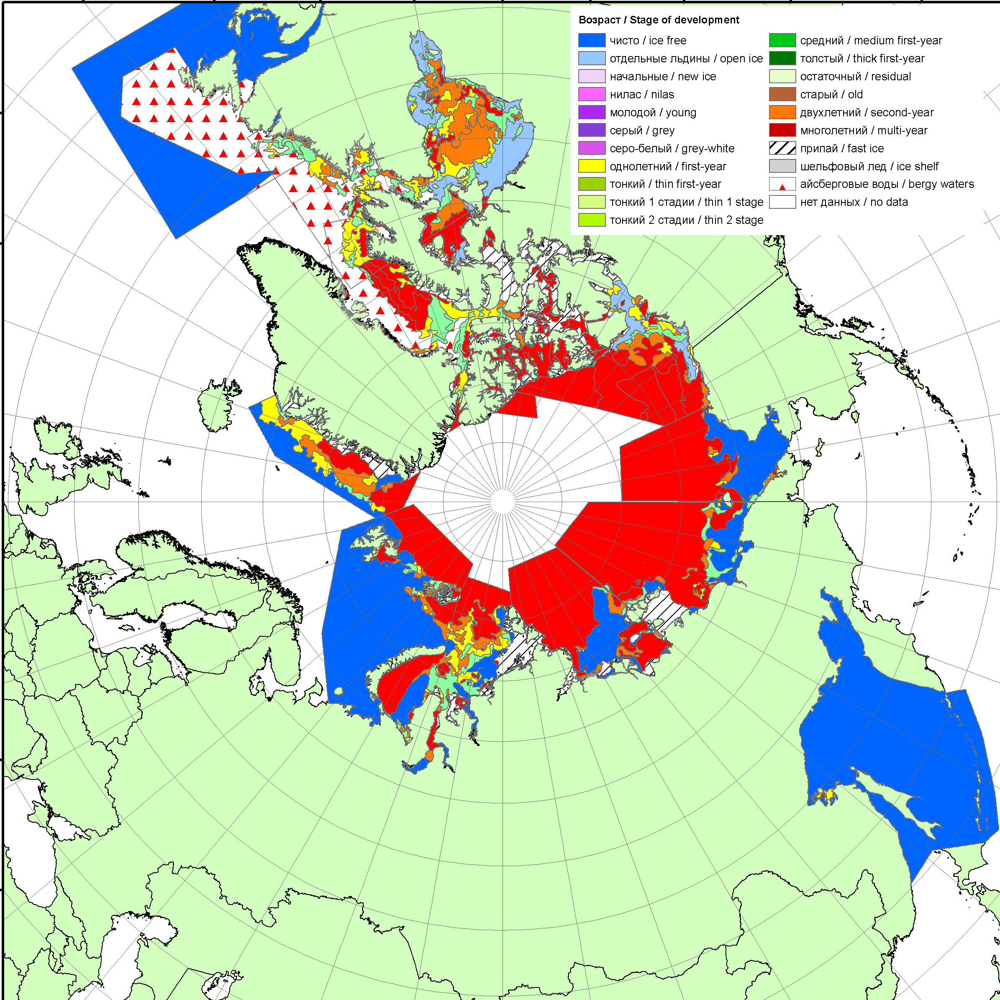 Возраст / Stage of development
чисто / ice free
отдельные льдины / open ice
начальные / new ice
нилас / nilas
молодой / young
серый / grey
серо-белый / grey-white
однолетний / first-year
тонкий / thin first-year
тонкий 1 стадии / thin 1 stage
тонкий 2 стадии / thin 2 stage
средний / medium first-year
толстый / thick first-year
остаточный / residual
старый / old
двухлетний / second-year
многолетний / multi-year
припай / fast ice
шельфовый лед / ice shelf
айсберговые воды / bergy waters
нет данных / no data